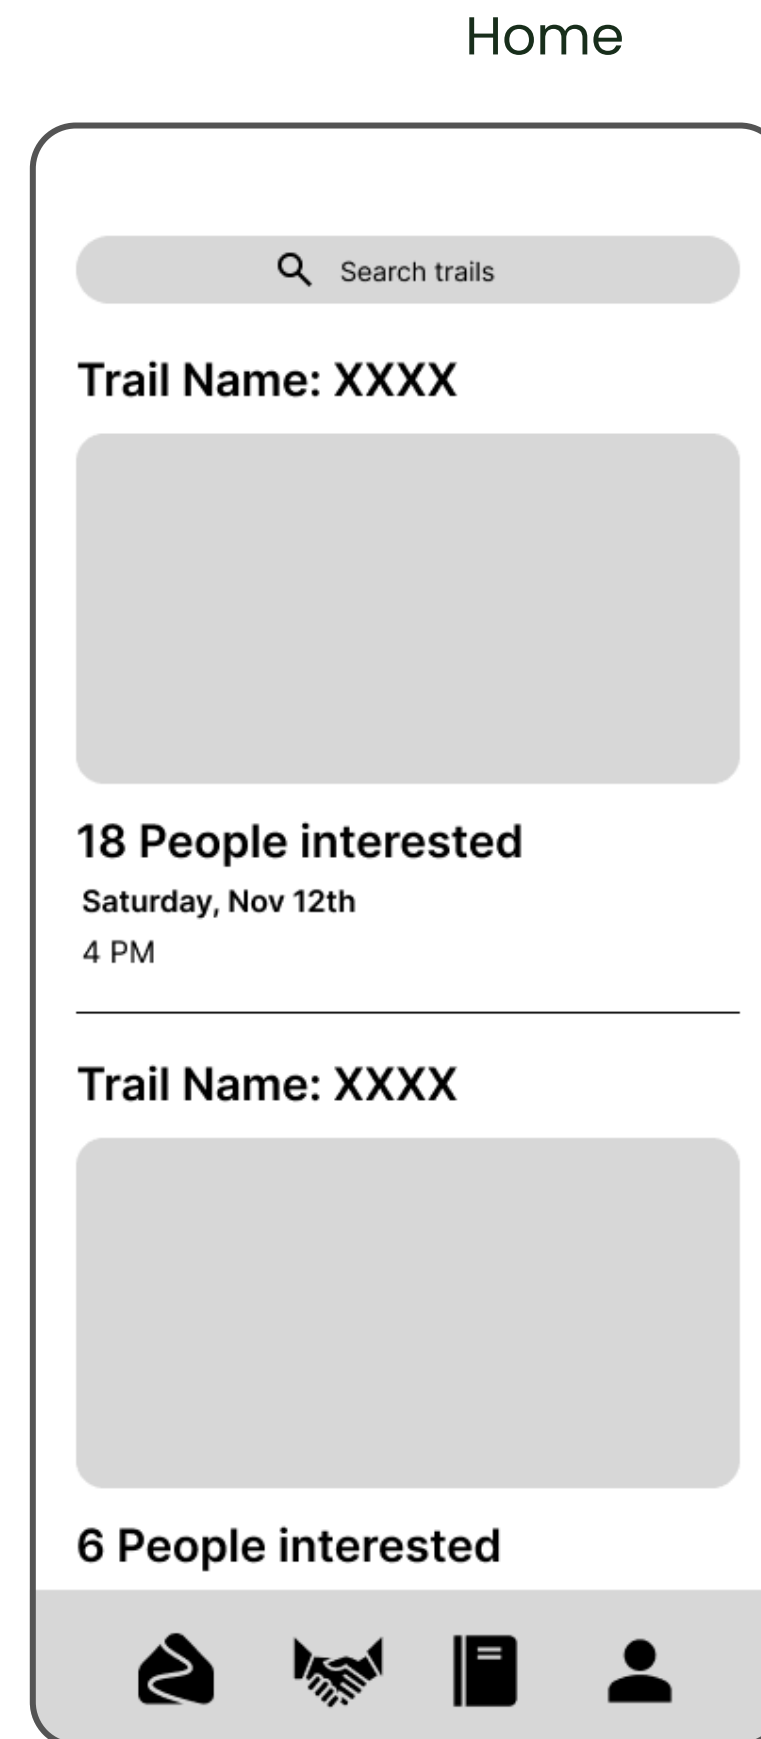 Home
Search trails
Trail Name: XXXX
18 People interested
Saturday, Nov 12th
4 PM
Trail Name: XXXX
6 People interested